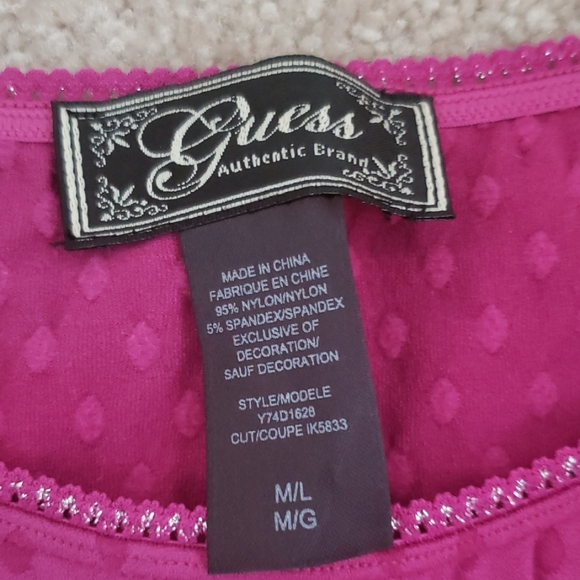 Guess
Authentic Brand
MADE IN CHINA
FABRIQUE EN CHINE
95% NYLON/NYLON
5% SPANDEX/SPANDEX
EXCLUSIVE OF
DECORATION/
SAUF DECORATION
STYLE/MODELE
Y74D1628
CUT/COUPE IK5833
M/L
M/G